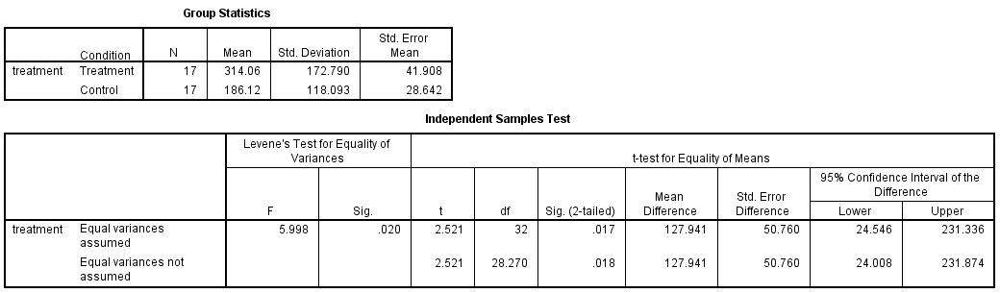 Group Statistics
Std. Error
Condition N Mean Std. Deviation Mean
treatment Treatment 17 314.06 172.790 41.908
Control 17 186.12 118.093 28.642
Independent Samples Test
Levene's Test for Equality of
Variances t-test for Equality of Means
95% Confidence Interval of the
Difference
Mean Std. Error
F Sig. t df Sig. (2-tailed) Difference Difference Lower Upper
treatment Equal variances 5.998 .020 2.521 32 .017 127.941 50.760 24.546 231.336
assumed
Equal variances not 2.521 28.270 .018 127.941 50.760 24.008 231.874
assumed